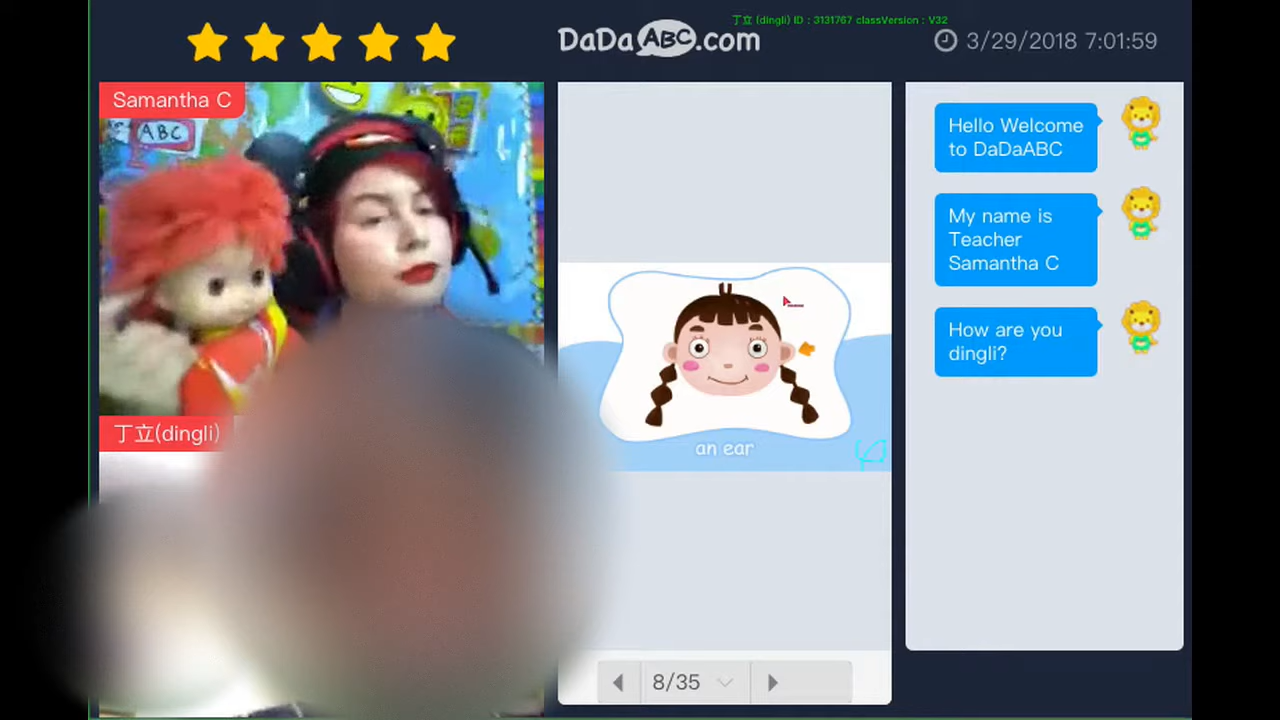 丁立 (dingli) ID : 3131767 classVersion : V32
DaDaABC.com
3/29/2018 7:01:59
Samantha C
ABC
丁立(dingli)
an ear
8/35
Hello Welcome
to DaDaABC
My name is
Teacher
Samantha C
How are you
dingli?